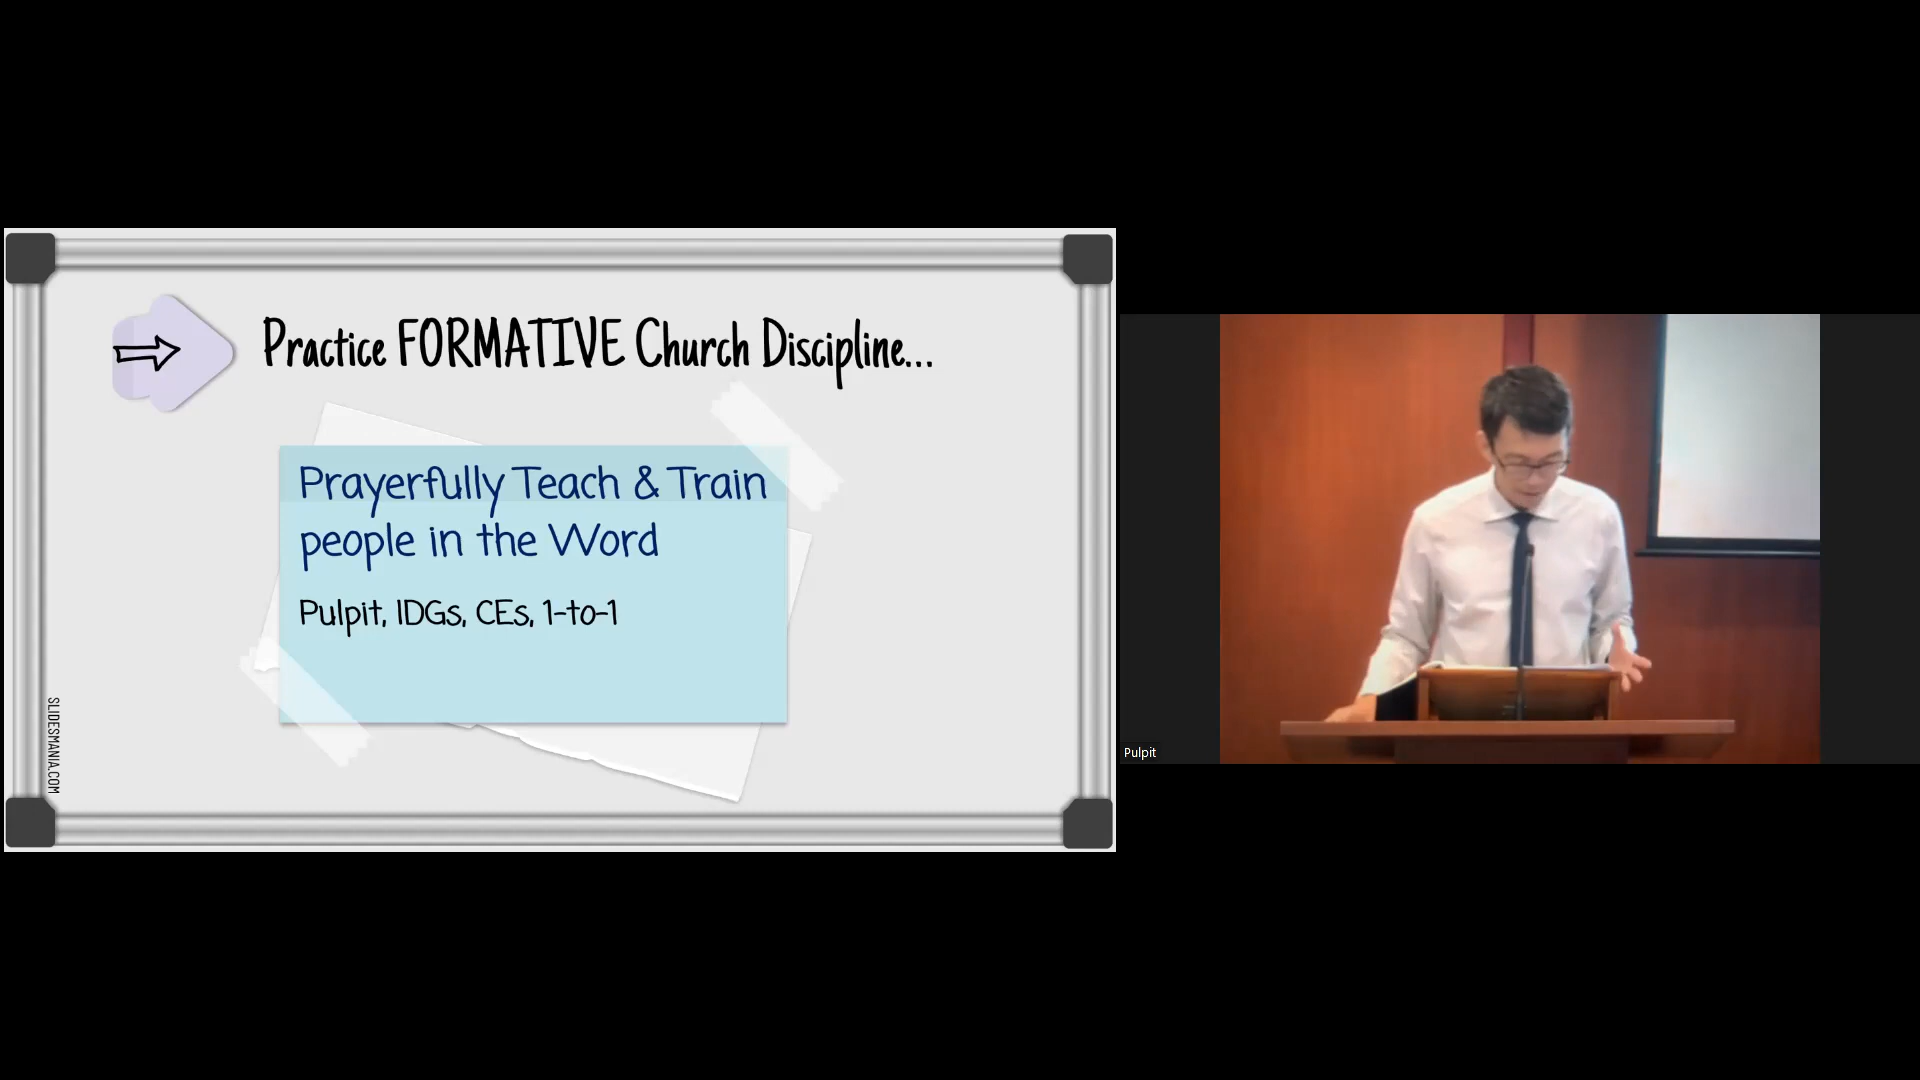 Practice FORMATIVE Church Discipline...
Prayerfully Teach & Train
people in the Word
Pulpit, IDGs, CEs, 1-to-1
SLIDESMANIA.COM
Pulpit